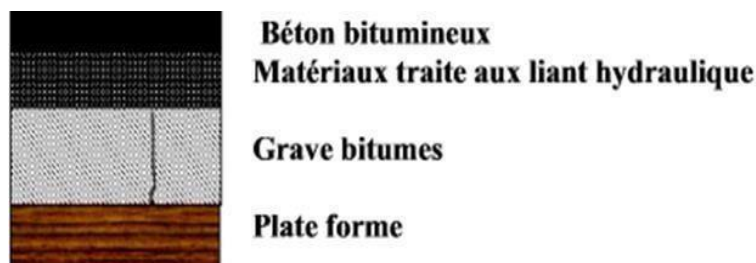 Béton bitumineux
Matériaux traite aux liant hydraulique
Grave bitumes
Plate forme